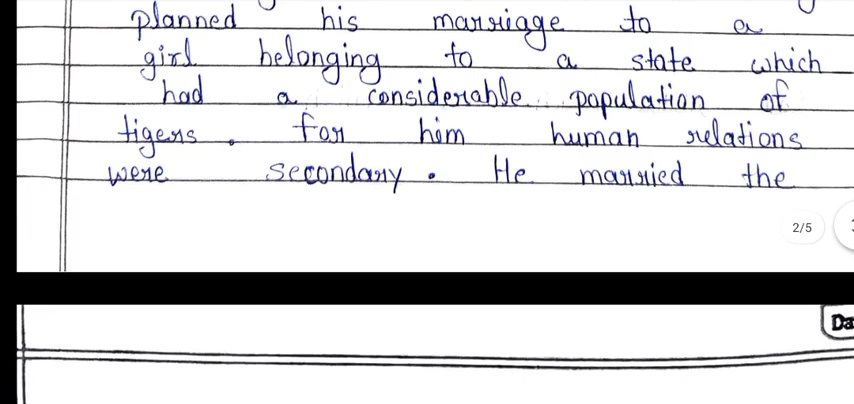 planned his marriage to a
girl belonging to a state which
had a considerable population of
tigers. For him human relations
were secondary. He married the
2/5
Da